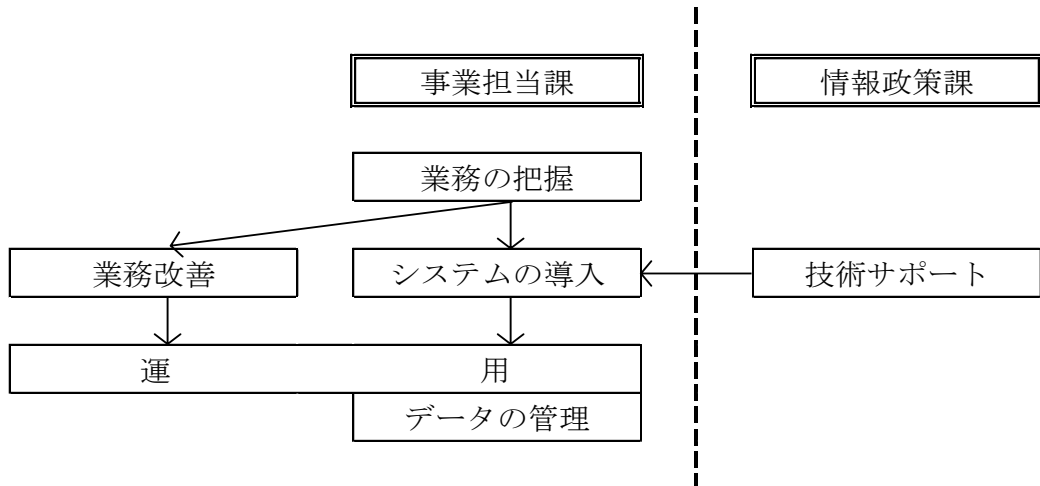 事業担当課
情報政策課
業務の把握
業務改善
システムの導入
技術サポート
運用
データの管理